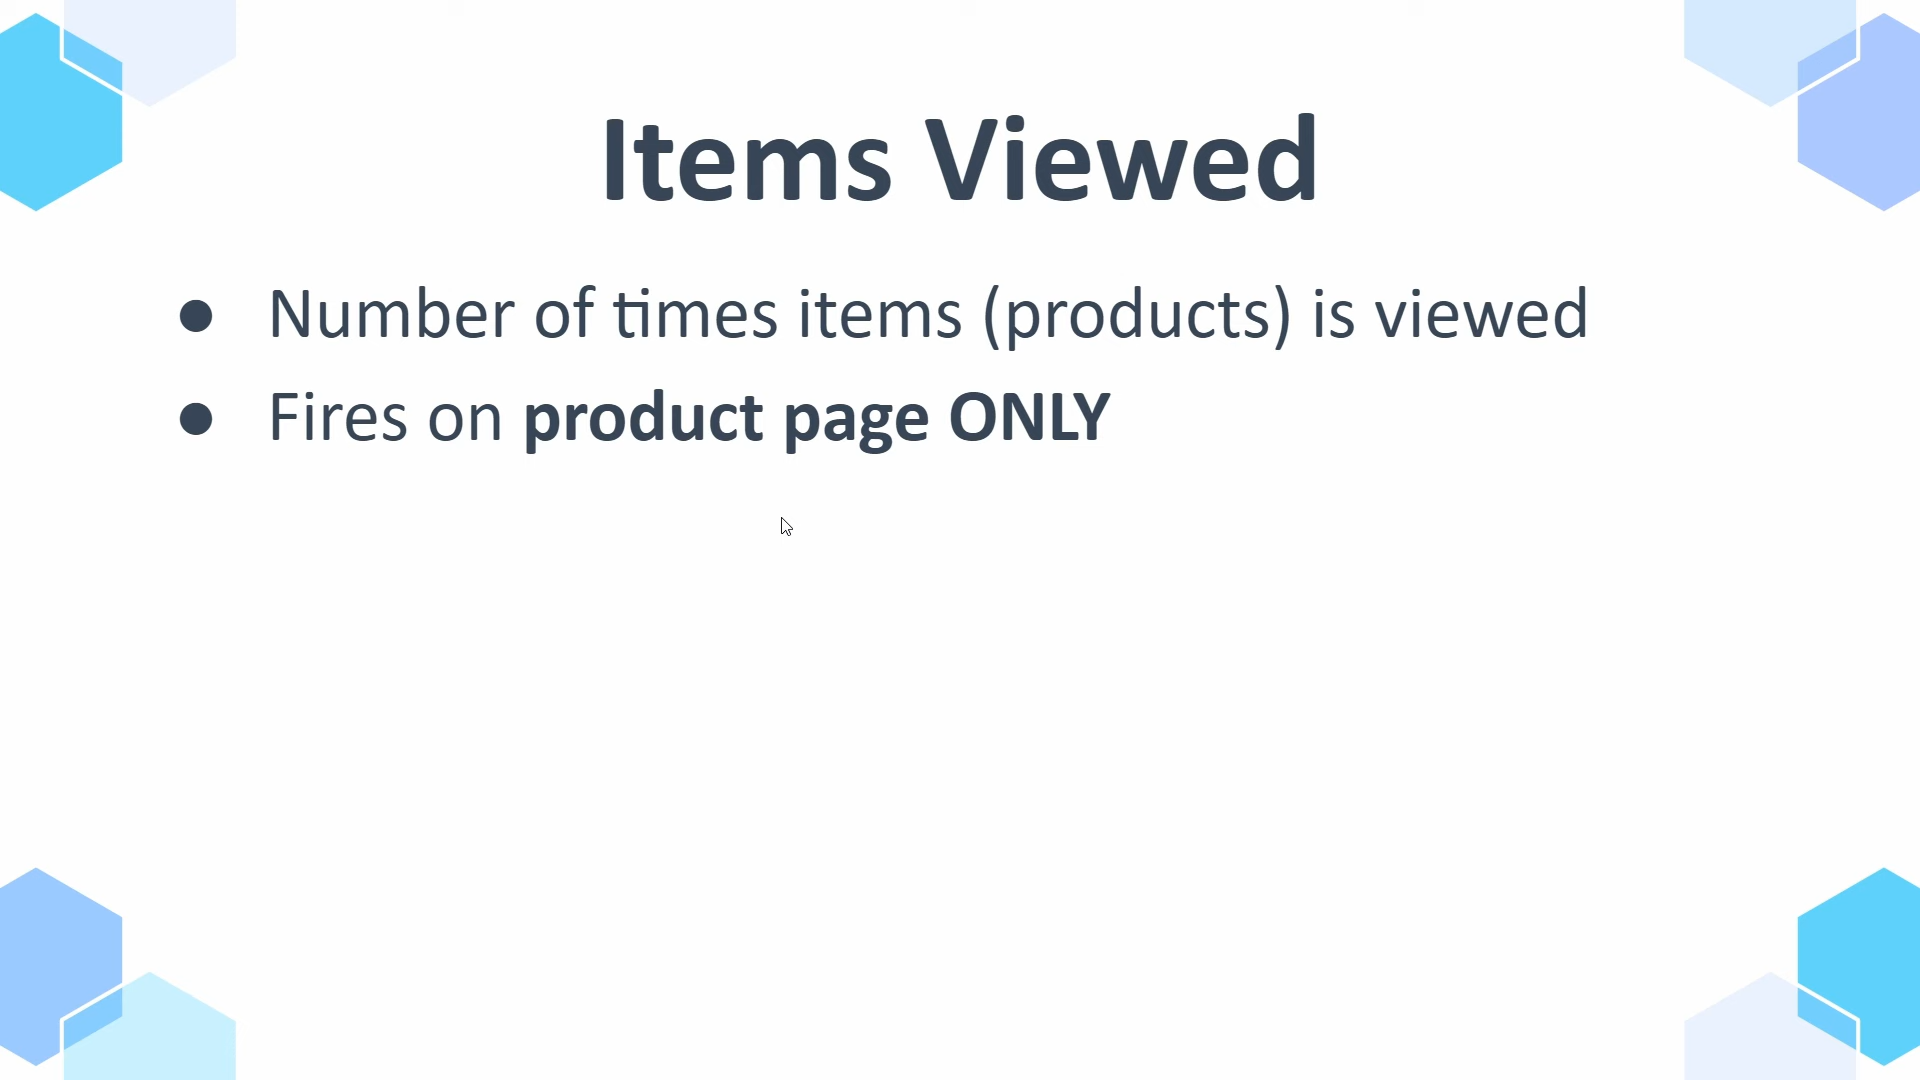 Items Viewed
● Number of times items (products) is viewed
● Fires on product page ONLY